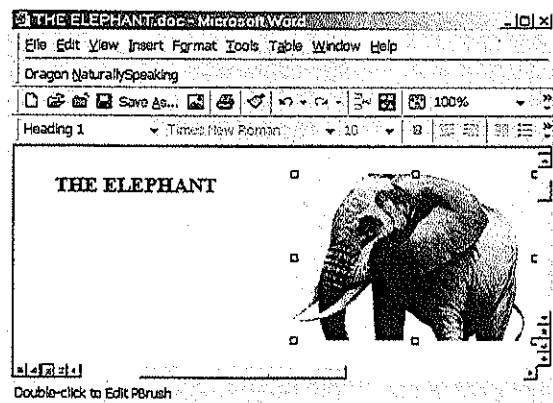 THE ELEPHANT.doc - Microsoft Word
File Edit View Insert Format Tools Table Window Help
Dragon NaturallySpeaking
Save As... 100%
Heading 1 Times New Roman 10
THE ELEPHANT
Double-click to Edit PBrush